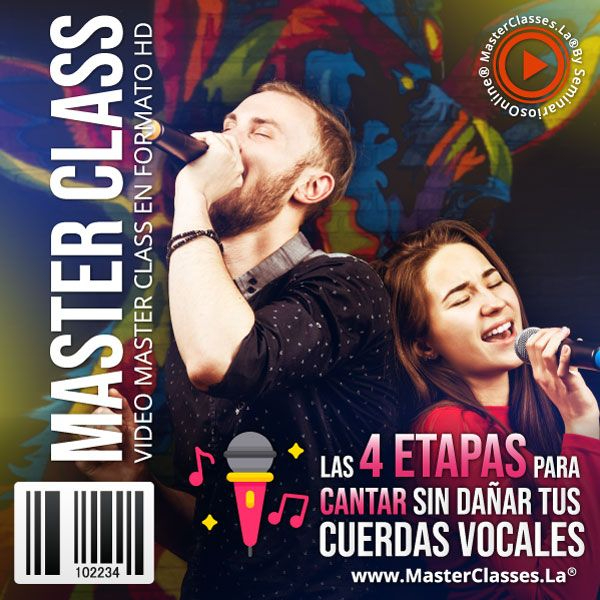 MASTER CLASS
VIDEO MASTER CLASS EN FORMATO HD
MasterClasses.La® By SeminariosOnline®
LAS 4 ETAPAS PARA
CANTAR SIN DAÑAR TUS
CUERDAS VOCALES
www.MasterClasses.La®
102234